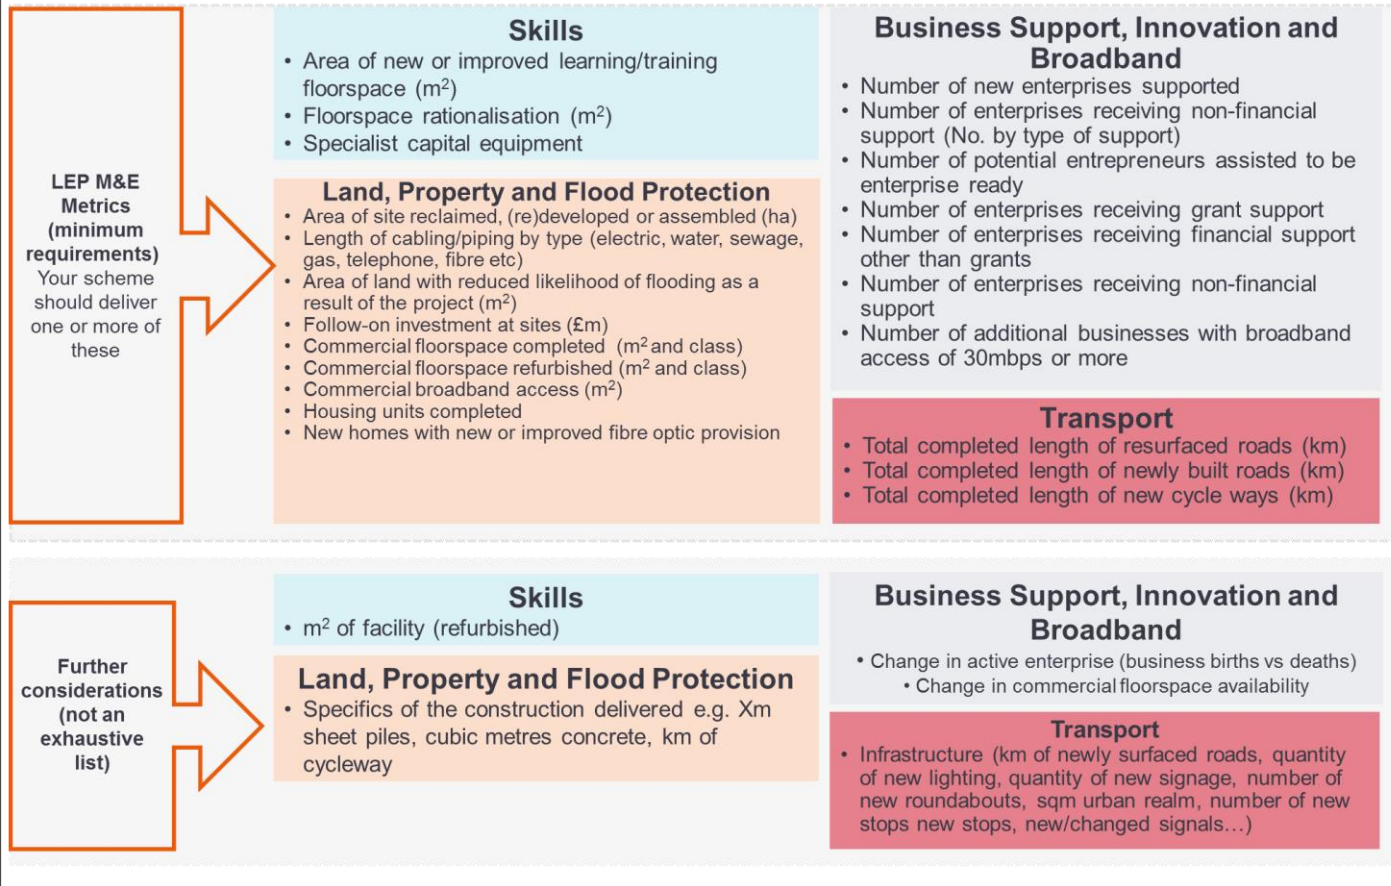 LEP M&E
Metrics
(minimum
requirements)
Your scheme
should deliver
one or more of
these
Skills
• Area of new or improved learning/training
floorspace (m²)
• Floorspace rationalisation (m²)
• Specialist capital equipment
Land, Property and Flood Protection
• Area of site reclaimed, (re)developed or assembled (ha)
• Length of cabling/piping by type (electric, water, sewage,
gas, telephone, fibre etc)
• Area of land with reduced likelihood of flooding as a
result of the project (m²)
• Follow-on investment at sites (£m)
• Commercial floorspace completed (m² and class)
• Commercial floorspace refurbished (m² and class)
• Commercial broadband access (m²)
• Housing units completed
• New homes with new or improved fibre optic provision
Business Support, Innovation and
Broadband
• Number of new enterprises supported
• Number of enterprises receiving non-financial
support (No. by type of support)
• Number of potential entrepreneurs assisted to be
enterprise ready
• Number of enterprises receiving grant support
• Number of enterprises receiving financial support
other than grants
• Number of enterprises receiving non-financial
support
• Number of additional businesses with broadband
access of 30mbps or more
Transport
• Total completed length of resurfaced roads (km)
• Total completed length of newly built roads (km)
• Total completed length of new cycle ways (km)
Further
considerations
(not an
exhaustive
list)
Skills
• m² of facility (refurbished)
Land, Property and Flood Protection
• Specifics of the construction delivered e.g. Xm
sheet piles, cubic metres concrete, km of
cycleway
Business Support, Innovation and
Broadband
• Change in active enterprise (business births vs deaths)
• Change in commercial floorspace availability
Transport
• Infrastructure (km of newly surfaced roads, quantity
of new lighting, quantity of new signage, number of
new roundabouts, sqm urban realm, number of new
stops new stops, new/changed signals…)